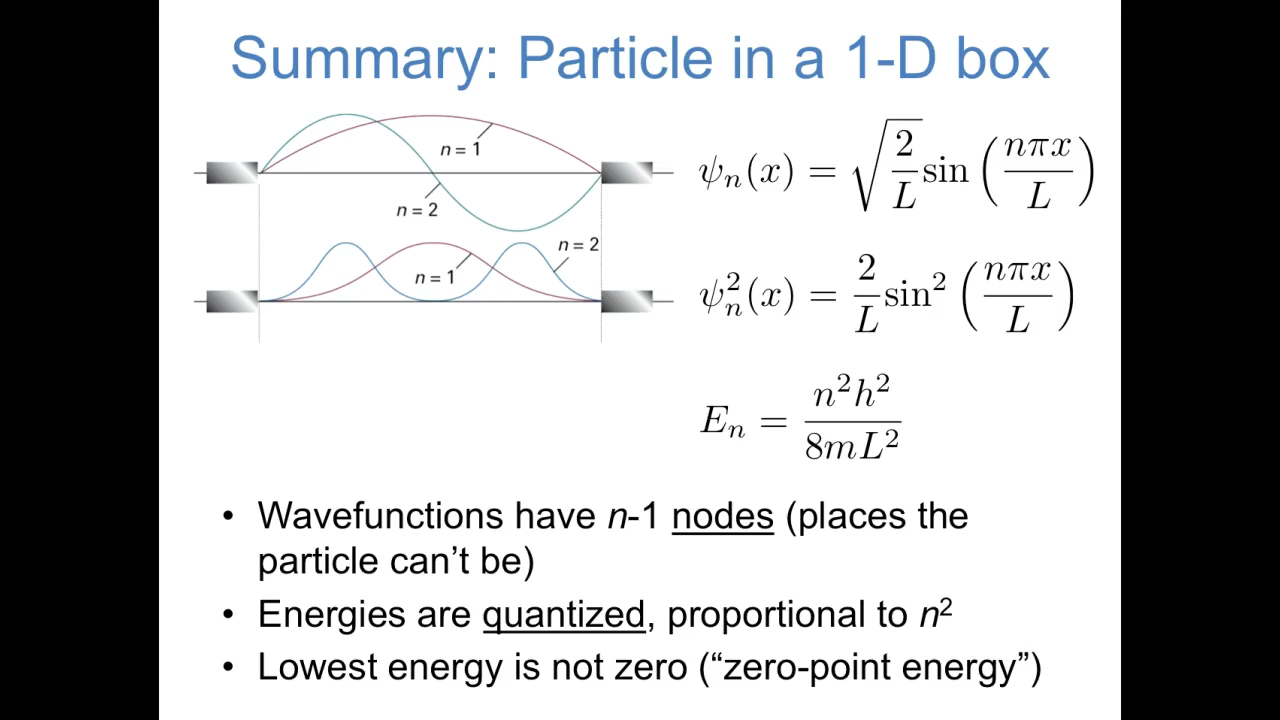 Summary: Particle in a 1-D box
n = 1
n = 2
n = 2
n = 1
ψₙ(x) = √(2/L) sin (nπx/L)
ψₙ²(x) = 2/L sin² (nπx/L)
Eₙ = n²h²/8mL²
• Wavefunctions have n-1 nodes (places the
particle can’t be)
• Energies are quantized, proportional to n²
• Lowest energy is not zero (“zero-point energy”)